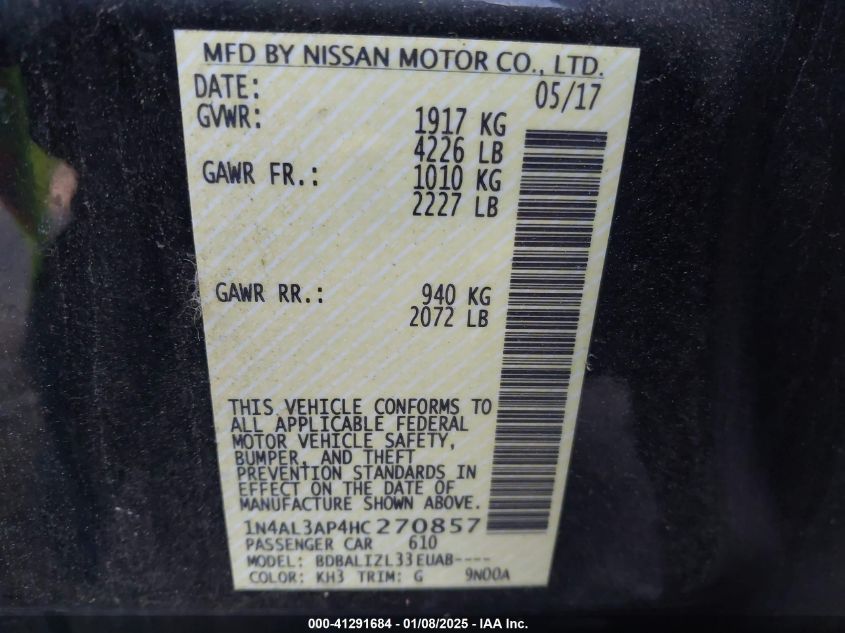 MFD BY NISSAN MOTOR CO., LTD.
DATE: 05/17
GVWR: 1917 KG
4226 LB
GAWR FR.: 1010 KG
2227 LB
GAWR RR.: 940 KG
2072 LB
THIS VEHICLE CONFORMS TO
ALL APPLICABLE FEDERAL
MOTOR VEHICLE SAFETY,
BUMPER, AND THEFT
PREVENTION STANDARDS IN
EFFECT ON THE DATE OF
MANUFACTURE SHOWN ABOVE.
1N4AL3AP4HC270857
PASSENGER CAR 610
MODEL: BDBALIZL33EUAB----
COLOR: KH3 TRIM: G 9N00A
000-41291684 — 01/08/2025 — IAA Inc.